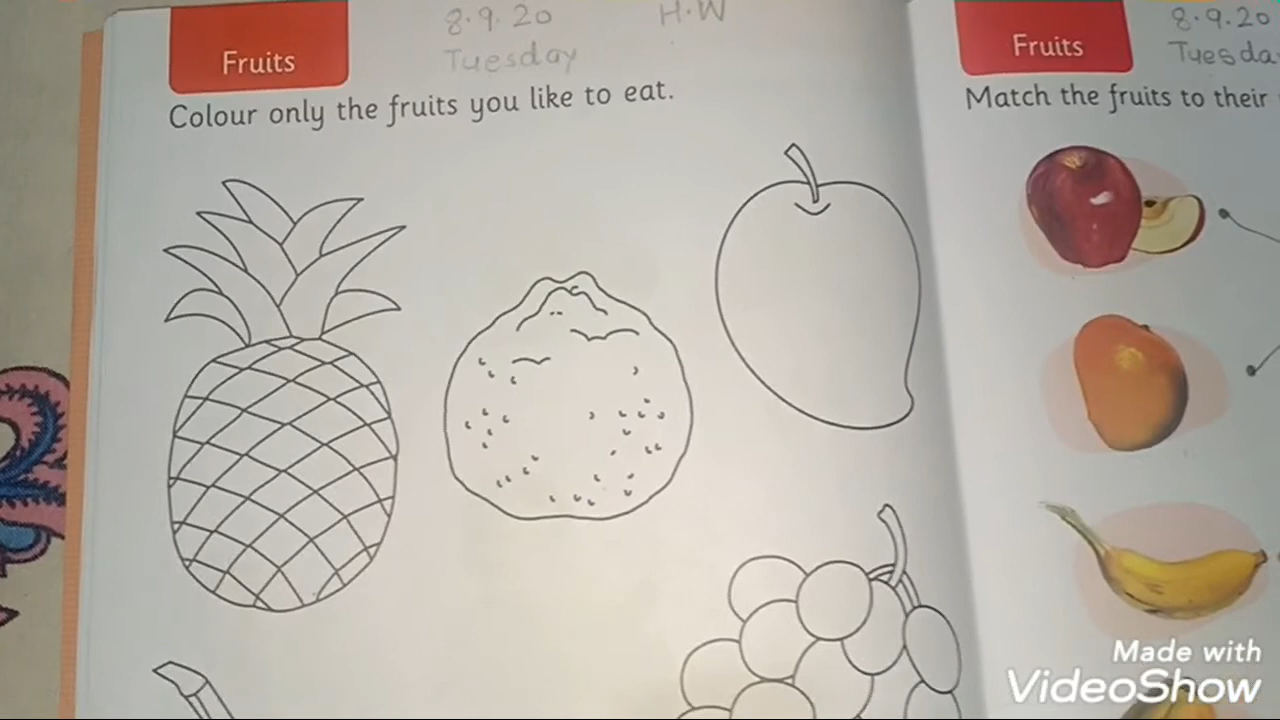 Fruits
8.9.20
H.W
Tuesday
Colour only the fruits you like to eat.
Fruits
8.9.20
Tuesda
Match the fruits to their
Made with
VideoShow